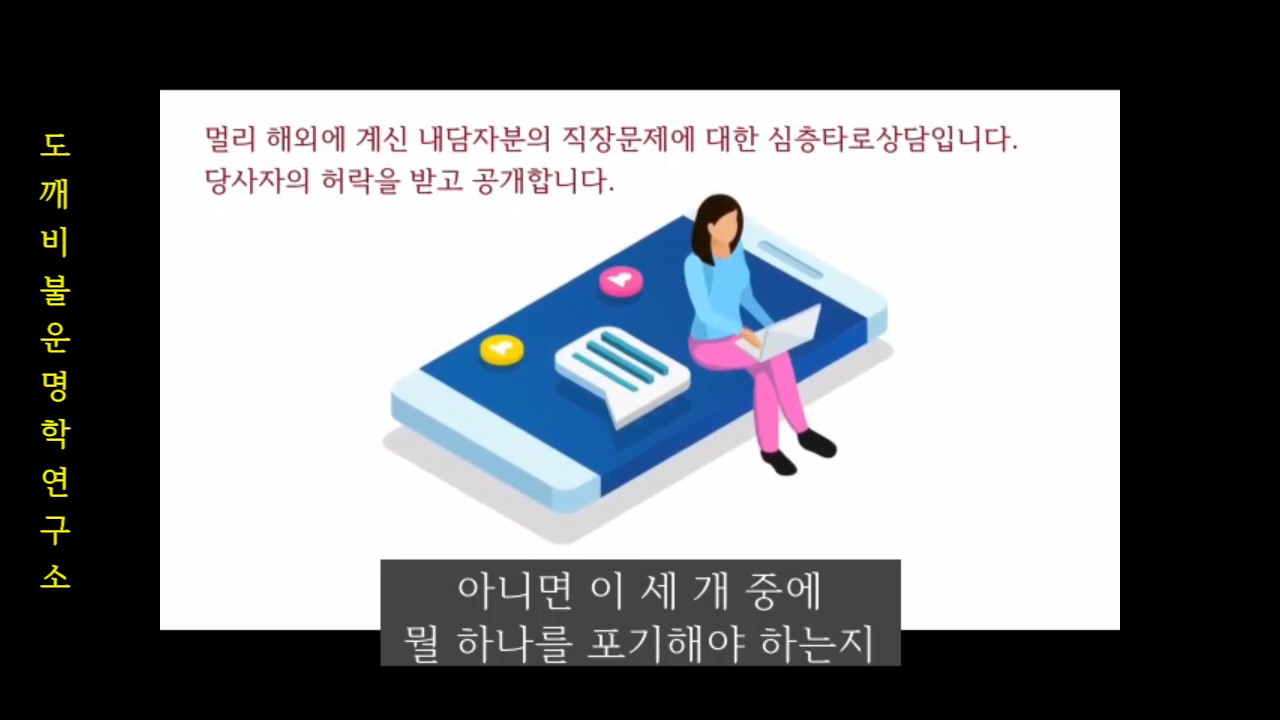 도깨비불운명학연구소
멀리 해외에 계신 내담자분의 직장문제에 대한 심층타로상담입니다.
당사자의 허락을 받고 공개합니다.
아니면 이 세 개 중에
뭘 하나를 포기해야 하는지